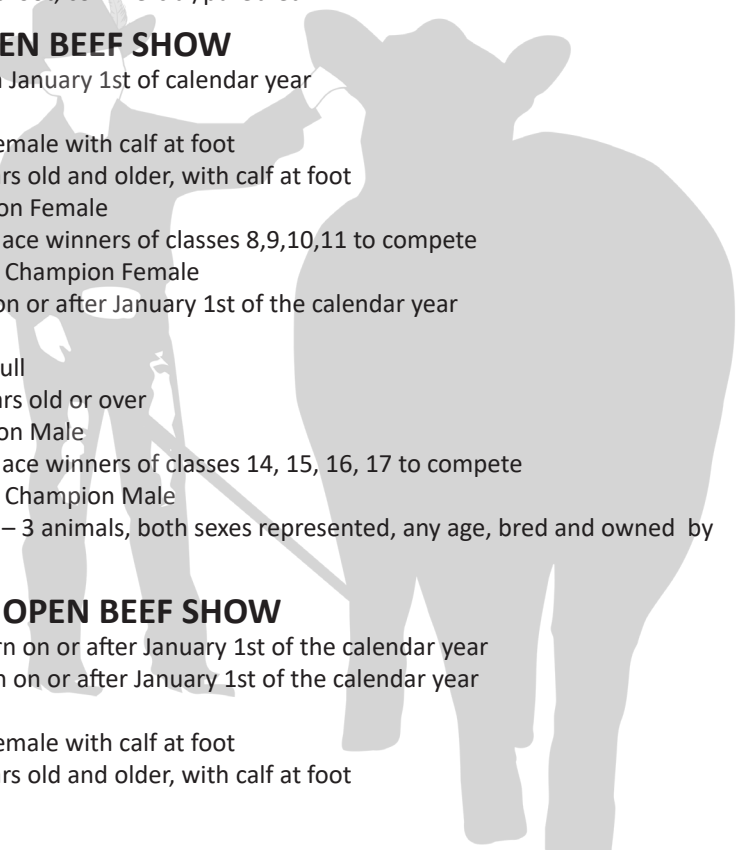 EN BEEF SHOW
January 1st of calendar year
emale with calf at foot
ars old and older, with calf at foot
on Female
ace winners of classes 8,9,10,11 to compete
Champion Female
on or after January 1st of the calendar year
ull
ars old or over
on Male
ace winners of classes 14, 15, 16, 17 to compete
Champion Male
– 3 animals, both sexes represented, any age, bred and owned by
OPEN BEEF SHOW
rn on or after January 1st of the calendar year
n on or after January 1st of the calendar year
emale with calf at foot
ars old and older, with calf at foot